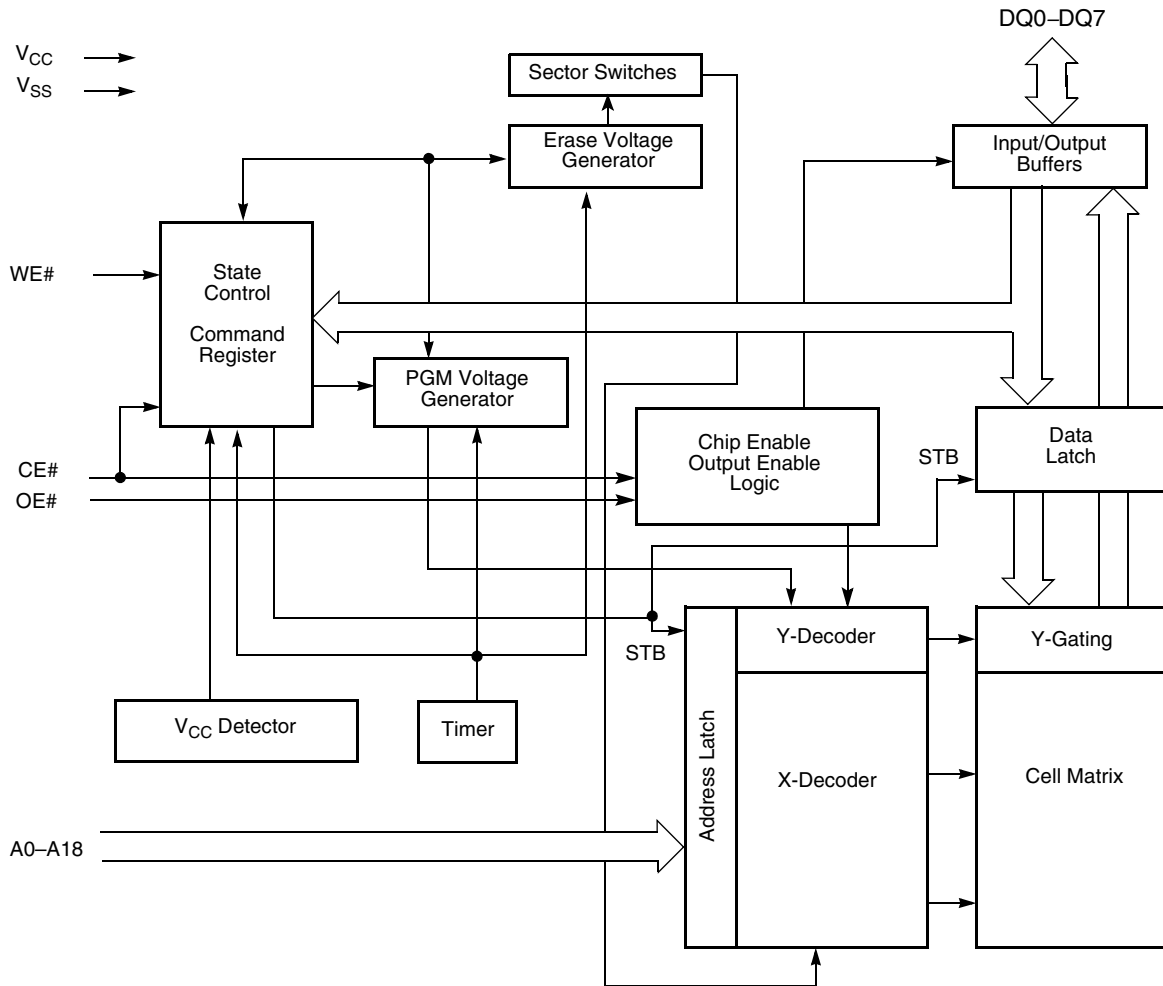 DQ0–DQ7
VCC
VSS
Sector Switches
Erase Voltage
Generator
Input/Output
Buffers
WE#
State
Control
Command
Register
PGM Voltage
Generator
CE#
OE#
Chip Enable
Output Enable
Logic
STB
Data
Latch
STB
Y-Decoder
Y-Gating
VCC Detector
Timer
Address Latch
X-Decoder
Cell Matrix
A0–A18